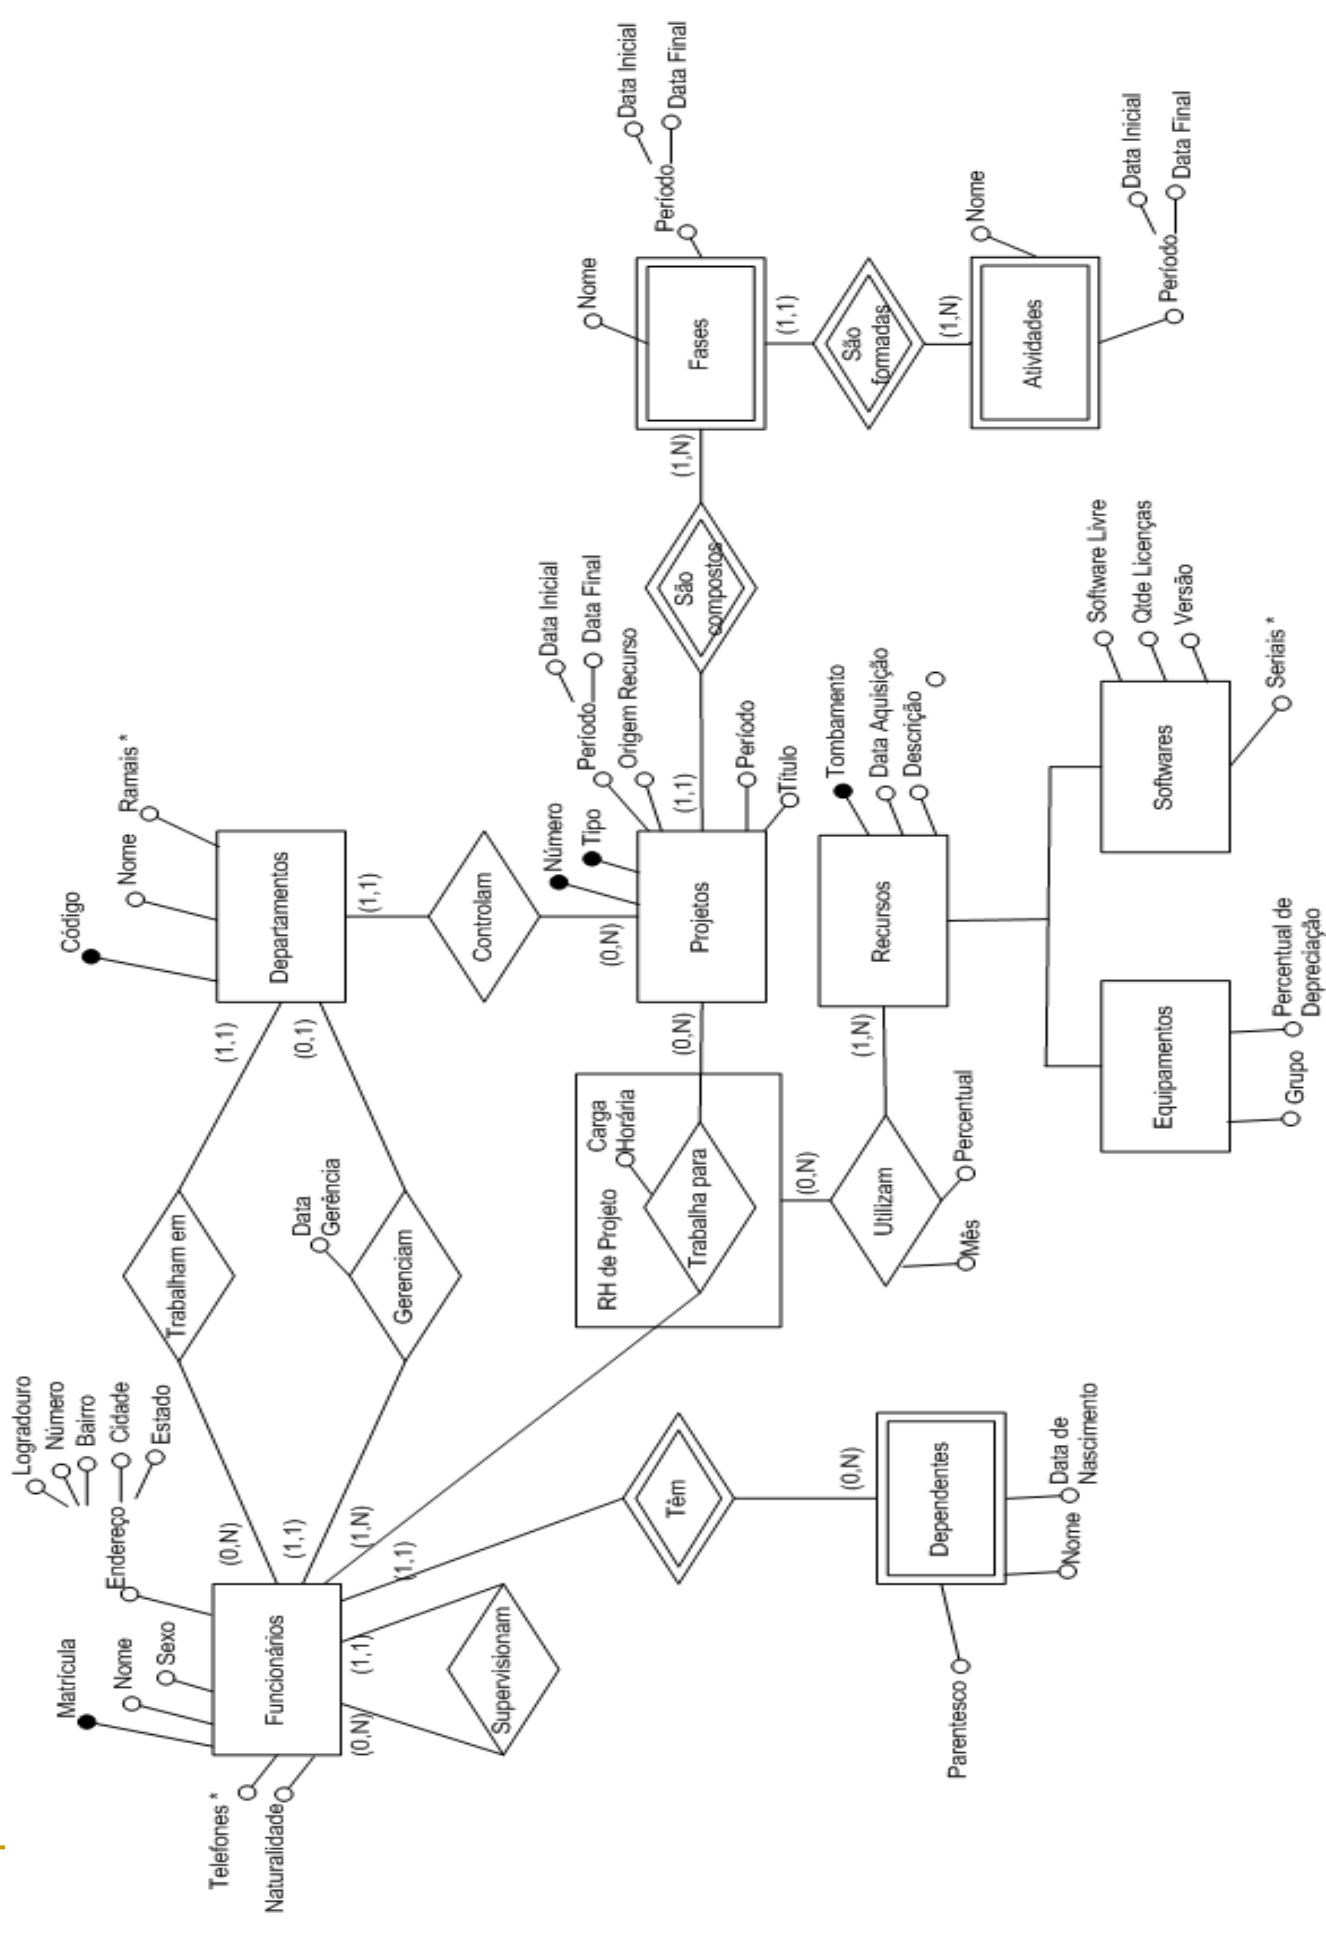 Telefones *
Naturalidade
Matrícula
Nome
Sexo
Endereço
Logradouro
Número
Bairro
Cidade
Estado
Funcionários
(0,N)
(1,1)
(1,N)
(1,1)
(1,1)
(0,N)
Supervisionam
Trabalham em
Data
Gerência
Gerenciam
(1,1)
(0,1)
Código
Nome
Ramais *
Departamentos
(1,1)
Controlam
(0,N)
Número
Tipo
Período
Data Inicial
Data Final
Origem Recurso
Projetos
Período
Título
(1,1)
(0,N)
São
compostos
(1,N)
Nome
Período
Data Inicial
Data Final
Fases
(1,1)
São
formadas
(1,N)
Atividades
Nome
Período
Data Inicial
Data Final
RH de Projeto
Carga
Horária
Trabalha para
(0,N)
Utilizam
Mês
Percentual
(1,N)
Recursos
Tombamento
Data Aquisição
Descrição
Equipamentos
Grupo
Percentual de
Depreciação
Softwares
Software Livre
Qtde Licenças
Versão
Seriais *
Têm
(0,N)
Dependentes
Parentesco
Nome
Data de
Nascimento